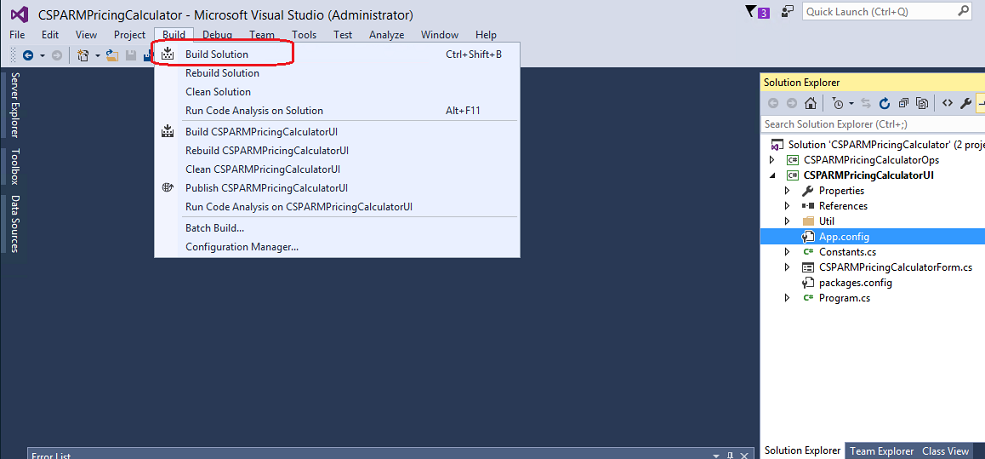 CSPARMPricingCalculator - Microsoft Visual Studio (Administrator)
3
Quick Launch (Ctrl+Q)
File Edit View Project Build Debug Team Tools Test Analyze Window Help
Build Solution Ctrl+Shift+B
Rebuild Solution
Clean Solution
Run Code Analysis on Solution Alt+F11
Build CSPARMPricingCalculatorUI
Rebuild CSPARMPricingCalculatorUI
Clean CSPARMPricingCalculatorUI
Publish CSPARMPricingCalculatorUI
Run Code Analysis on CSPARMPricingCalculatorUI
Batch Build...
Configuration Manager...
Server Explorer
Toolbox
Data Sources
Solution Explorer
Search Solution Explorer (Ctrl+;)
Solution 'CSPARMPricingCalculator' (2 proje
C# CSPARMPricingCalculatorOps
C# CSPARMPricingCalculatorUI
Properties
References
Util
App.config
C# Constants.cs
CSPARMPricingCalculatorForm.cs
packages.config
C# Program.cs
Solution Explorer Team Explorer Class View
Error List